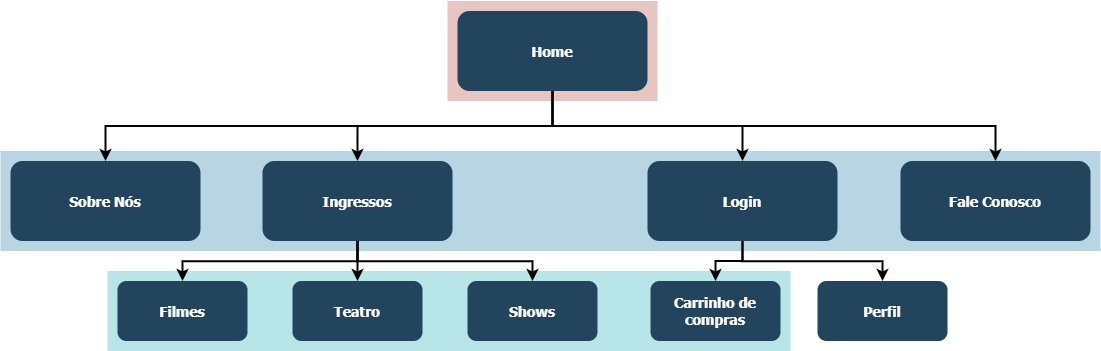 Home
Sobre Nós
Ingressos
Login
Fale Conosco
Filmes
Teatro
Shows
Carrinho de
compras
Perfil